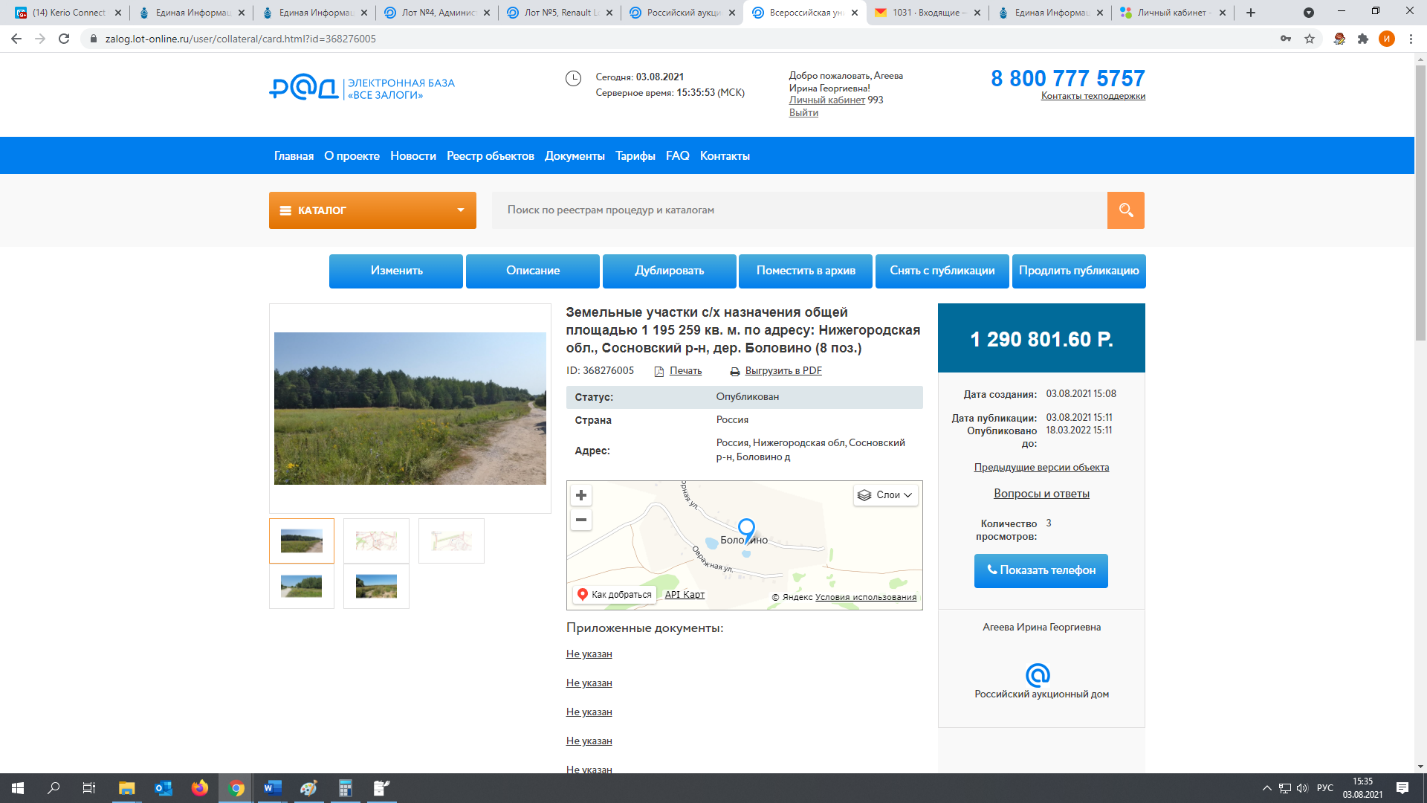 (14) Kerio Connect
Единая Информац
Единая Информац
Лот №4, Админис
Лот №5, Renault Lo
Российский аукци
Всероссийская ун
1031 · Входящие –
Единая Информац
Личный кабинет –
zalog.lot-online.ru/user/collateral/card.html?id=368276005
И
Р@Д
ЭЛЕКТРОННАЯ БАЗА
«ВСЕ ЗАЛОГИ»
Сегодня: 03.08.2021
Серверное время: 15:35:53 (МСК)
Добро пожаловать, Агеева
Ирина Георгиевна!
Личный кабинет 993
Выйти
8 800 777 5757
Контакты техподдержки
Главная О проекте Новости Реестр объектов Документы Тарифы FAQ Контакты
КАТАЛОГ
Поиск по реестрам процедур и каталогам
Изменить
Описание
Дублировать
Поместить в архив
Снять с публикации
Продлить публикацию
Земельные участки с/х назначения общей
площадью 1 195 259 кв. м. по адресу: Нижегородская
обл., Сосновский р-н, дер. Боловино (8 поз.)
ID: 368276005 Печать Выгрузить в PDF
Статус: Опубликован
Страна Россия
Адрес: Россия, Нижегородская обл, Сосновский
р-н, Боловино д
+
−
Слои
Боловино
Овражная ул.
Как добраться
API Карт
© Яндекс Условия использования
Приложенные документы:
Не указан
Не указан
Не указан
Не указан
Не указан
1 290 801.60 Р.
Дата создания: 03.08.2021 15:08
Дата публикации: 03.08.2021 15:11
Опубликовано 18.03.2022 15:11
до:
Предыдущие версии объекта
Вопросы и ответы
Количество 3
просмотров:
Показать телефон
Агеева Ирина Георгиевна
Российский аукционный дом
РУС
15:35
03.08.2021